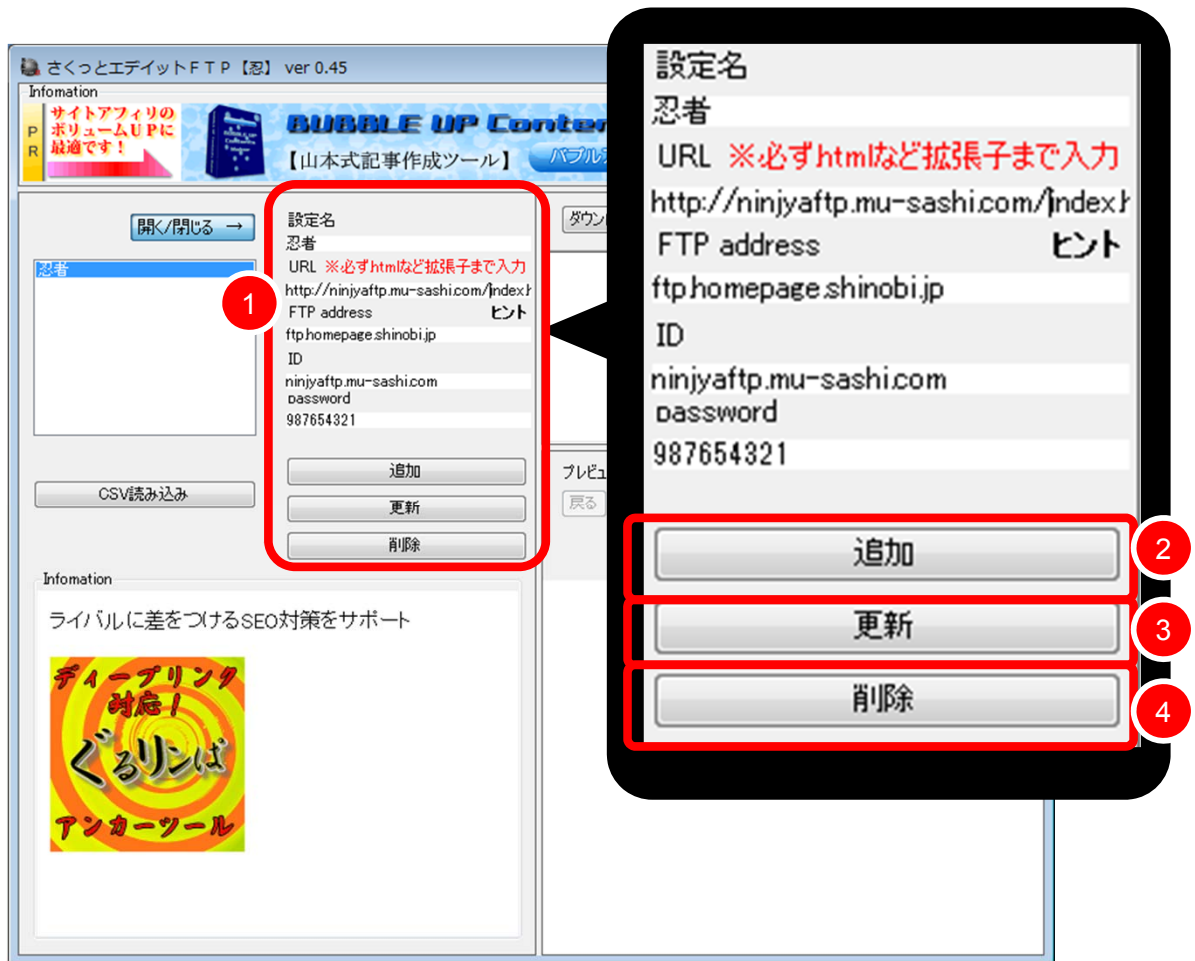 さくっとエデイットＦＴＰ【忍】 ver 0.45
Infomation
PR
サイトアフィリの
ボリュームＵＰに
最適です！
BUBBLE UP Conten
【山本式記事作成ツール】
バブル
開く/閉じる →
忍者
CSV読み込み
1
設定名
忍者
URL ※必ずhtmlなど拡張子まで入力
http://ninjyaftp.mu-sashi.com/index.h
FTP address ヒント
ftp.homepage.shinobi.jp
ID
ninjyaftp.mu-sashi.com
password
987654321
追加
更新
削除
ダウン
プレビュ
戻る
Infomation
ライバルに差をつけるSEO対策をサポート
ディープリンク
対応！
ぐるりンぱ
アンカーツール
設定名
忍者
URL ※必ずhtmlなど拡張子まで入力
http://ninjyaftp.mu-sashi.com/index.h
FTP address ヒント
ftp.homepage.shinobi.jp
ID
ninjyaftp.mu-sashi.com
password
987654321
追加
2
更新
3
削除
4